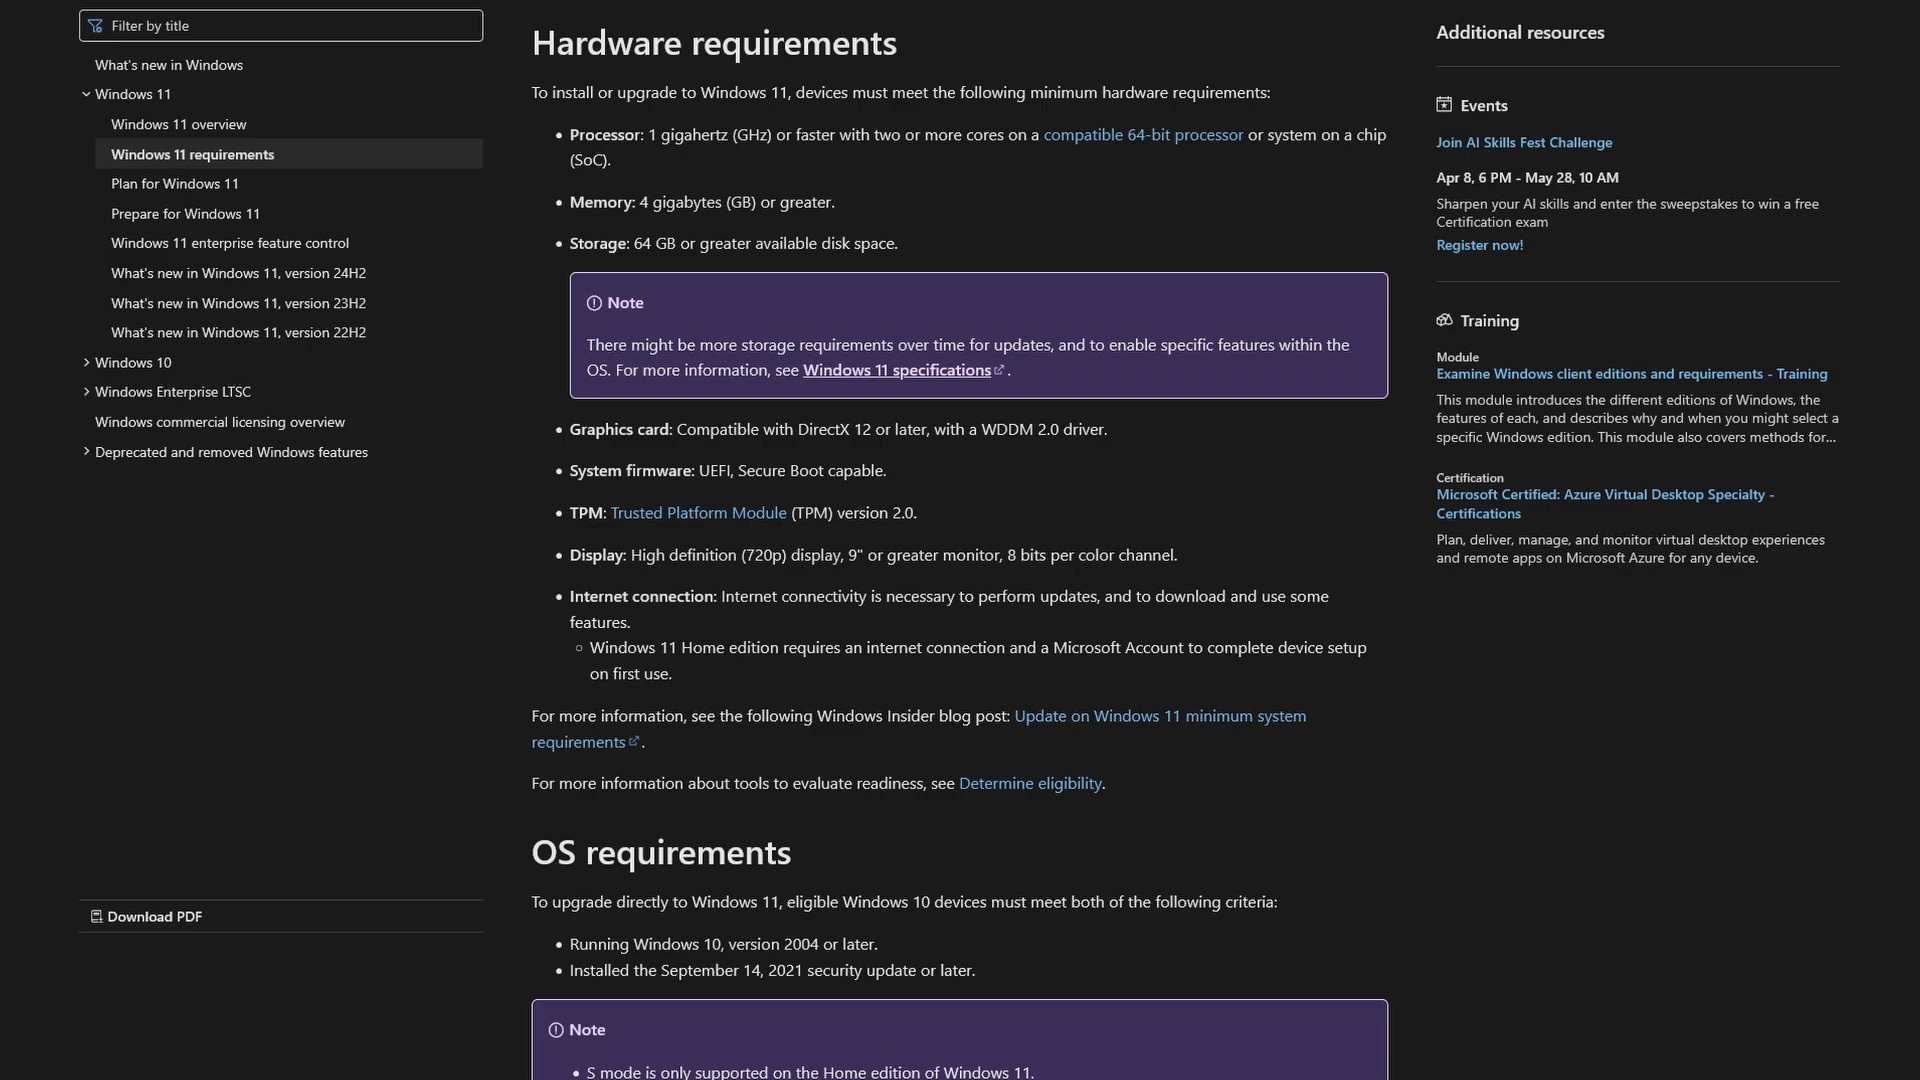 Filter by title
What's new in Windows
Windows 11
Windows 11 overview
Windows 11 requirements
Plan for Windows 11
Prepare for Windows 11
Windows 11 enterprise feature control
What's new in Windows 11, version 24H2
What's new in Windows 11, version 23H2
What's new in Windows 11, version 22H2
Windows 10
Windows Enterprise LTSC
Windows commercial licensing overview
Deprecated and removed Windows features
Download PDF
Hardware requirements
To install or upgrade to Windows 11, devices must meet the following minimum hardware requirements:
• Processor: 1 gigahertz (GHz) or faster with two or more cores on a compatible 64-bit processor or system on a chip
(SoC).
• Memory: 4 gigabytes (GB) or greater.
• Storage: 64 GB or greater available disk space.
Note
There might be more storage requirements over time for updates, and to enable specific features within the
OS. For more information, see Windows 11 specifications.
• Graphics card: Compatible with DirectX 12 or later, with a WDDM 2.0 driver.
• System firmware: UEFI, Secure Boot capable.
• TPM: Trusted Platform Module (TPM) version 2.0.
• Display: High definition (720p) display, 9" or greater monitor, 8 bits per color channel.
• Internet connection: Internet connectivity is necessary to perform updates, and to download and use some
features.
○ Windows 11 Home edition requires an internet connection and a Microsoft Account to complete device setup
on first use.
For more information, see the following Windows Insider blog post: Update on Windows 11 minimum system
requirements.
For more information about tools to evaluate readiness, see Determine eligibility.
OS requirements
To upgrade directly to Windows 11, eligible Windows 10 devices must meet both of the following criteria:
• Running Windows 10, version 2004 or later.
• Installed the September 14, 2021 security update or later.
Note
• S mode is only supported on the Home edition of Windows 11.
Additional resources
Events
Join AI Skills Fest Challenge
Apr 8, 6 PM - May 28, 10 AM
Sharpen your AI skills and enter the sweepstakes to win a free
Certification exam
Register now!
Training
Module
Examine Windows client editions and requirements - Training
This module introduces the different editions of Windows, the
features of each, and describes why and when you might select a
specific Windows edition. This module also covers methods for...
Certification
Microsoft Certified: Azure Virtual Desktop Specialty -
Certifications
Plan, deliver, manage, and monitor virtual desktop experiences
and remote apps on Microsoft Azure for any device.